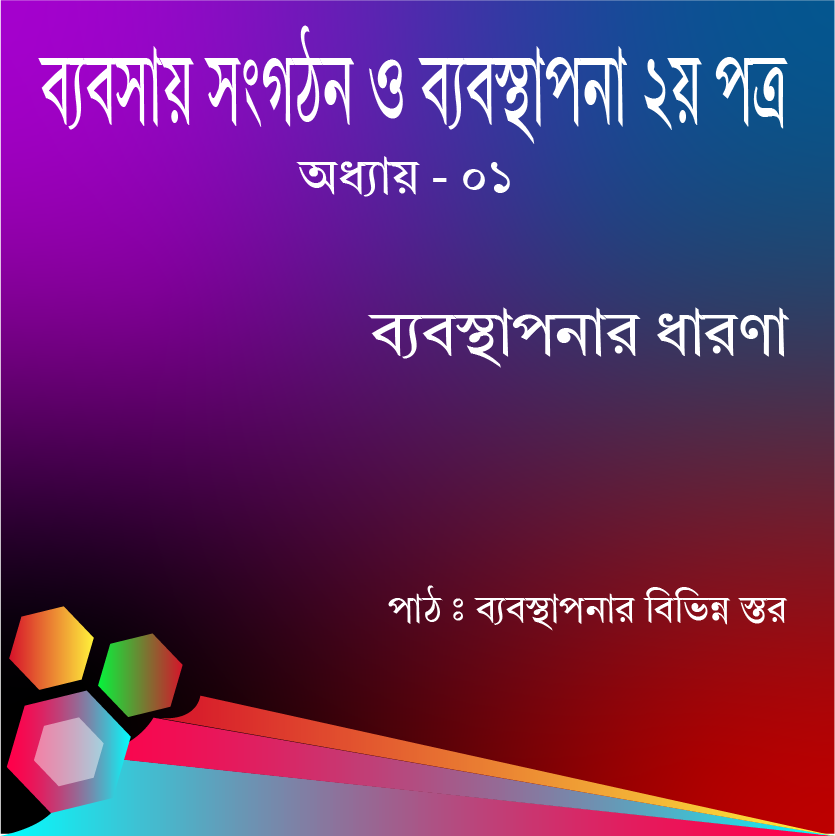 ব্যবসায় সংগঠন ও ব্যবস্থাপনা ২য় পত্র
অধ্যায় - ০১
ব্যবস্থাপনার ধারণা
পাঠ ঃ ব্যবস্থাপনার বিভিন্ন স্তর